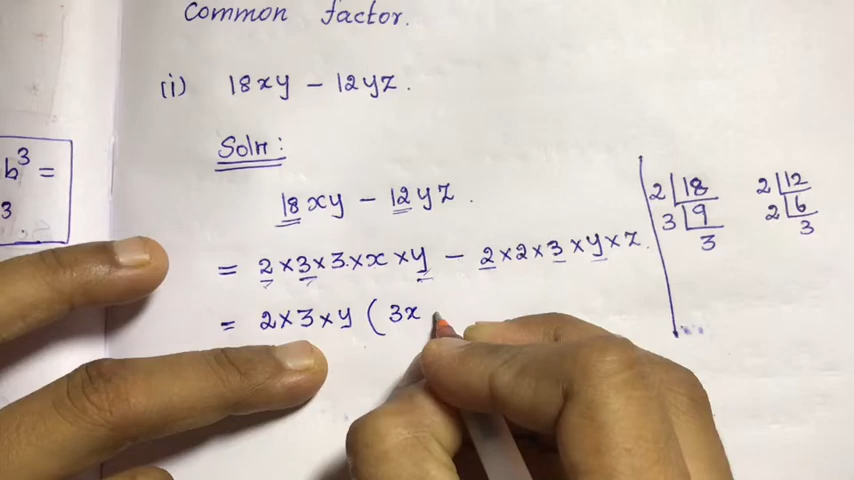 Common factor.
(i) 18xy - 12yz.
b³ =
3
Soln:
18xy - 12yz.
= 2×3×3.×x×y - 2×2×3×y×z.
= 2×3×y (3x
2 18
3 9
3
2 12
2 6
3